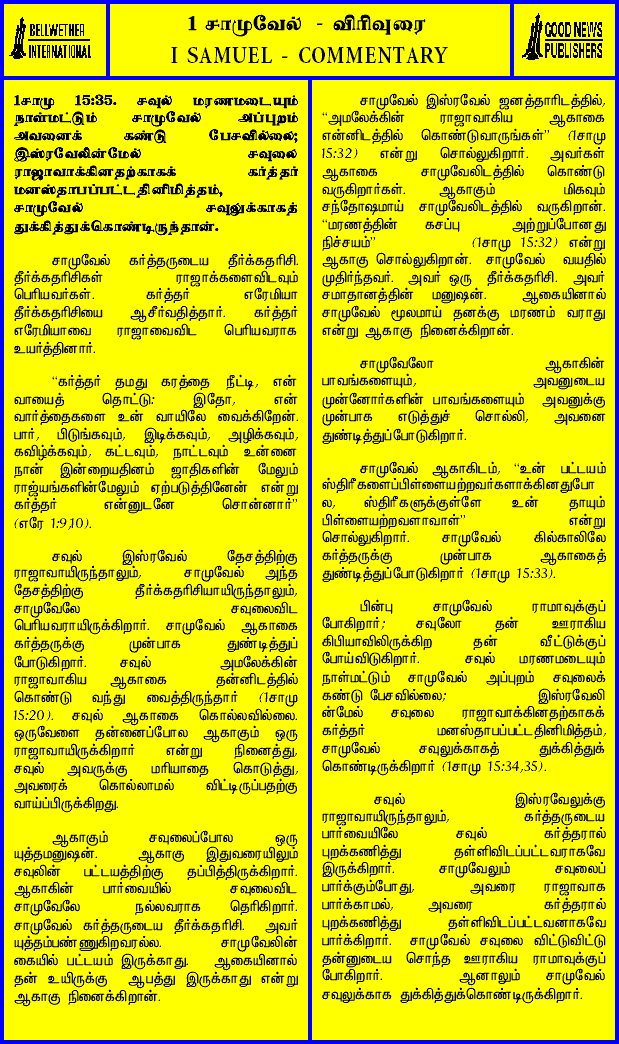 BELLWETHER
INTERNATIONAL
1 சாமுவேல் - விரிவுரை
I SAMUEL - COMMENTARY
GOOD NEWS
PUBLISHERS
1சாமு 15:35. சவுல் மரணமடையும்
நாள்மட்டும் சாமுவேல் அப்புறம்
அவனைக் கண்டு பேசவில்லை;
இஸ்ரவேலின்மேல் சவுலை
ராஜாவாக்கினதற்காகக் கர்த்தர்
மனஸ்தாபப்பட்டதினிமித்தம்,
சாமுவேல் சவுலுக்காகத்
துக்கித்துக்கொண்டிருந்தான்.
சாமுவேல் கர்த்தருடைய தீர்க்கதரிசி.
தீர்க்கதரிசிகள் ராஜாக்களைவிடவும்
பெரியவர்கள். கர்த்தர் எரேமியா
தீர்க்கதரிசியை ஆசீர்வதித்தார். கர்த்தர்
எரேமியாவை ராஜாவைவிட பெரியவராக
உயர்த்தினார்.
“கர்த்தர் தமது கரத்தை நீட்டி, என்
வாயைத் தொட்டு: இதோ, என்
வார்த்தைகளை உன் வாயிலே வைக்கிறேன்.
பார், பிடுங்கவும், இடிக்கவும், அழிக்கவும்,
கவிழ்க்கவும், கட்டவும், நாட்டவும் உன்னை
நான் இன்றையதினம் ஜாதிகளின் மேலும்
ராஜ்யங்களின்மேலும் ஏற்படுத்தினேன் என்று
கர்த்தர் என்னுடனே சொன்னார்”
(எரே 1:9,10).
சவுல் இஸ்ரவேல் தேசத்திற்கு
ராஜாவாயிருந்தாலும், சாமுவேல் அந்த
தேசத்திற்கு தீர்க்கதரிசியாயிருந்தாலும்,
சாமுவேலே சவுலைவிட
பெரியவராயிருக்கிறார். சாமுவேல் ஆகாகை
கர்த்தருக்கு முன்பாக துண்டித்துப்
போடுகிறார். சவுல் அமலேக்கின்
ராஜாவாகிய ஆகாகை தன்னிடத்தில்
கொண்டு வந்து வைத்திருந்தார் (1சாமு
15:20). சவுல் ஆகாகை கொல்லவில்லை.
ஒருவேளை தன்னைப்போல ஆகாகும் ஒரு
ராஜாவாயிருக்கிறார் என்று நினைத்து,
சவுல் அவருக்கு மரியாதை கொடுத்து,
அவரைக் கொல்லாமல் விட்டிருப்பதற்கு
வாய்ப்பிருக்கிறது.
ஆகாகும் சவுலைப்போல ஒரு
யுத்தமனுஷன். ஆகாகு இதுவரையிலும்
சவுலின் பட்டயத்திற்கு தப்பித்திருக்கிறார்.
ஆகாகின் பார்வையில் சவுலைவிட
சாமுவேலே நல்லவராக தெரிகிறார்.
சாமுவேல் கர்த்தருடைய தீர்க்கதரிசி. அவர்
யுத்தம்பண்ணுகிறவரல்ல. சாமுவேலின்
கையில் பட்டயம் இருக்காது. ஆகையினால்
தன் உயிருக்கு ஆபத்து இருக்காது என்று
ஆகாகு நினைக்கிறான்.
சாமுவேல் இஸ்ரவேல் ஜனத்தாரிடத்தில்,
“அமலேக்கின் ராஜாவாகிய ஆகாகை
என்னிடத்தில் கொண்டுவாருங்கள்” (1சாமு
15:32) என்று சொல்லுகிறார். அவர்கள்
ஆகாகை சாமுவேலிடத்தில் கொண்டு
வருகிறார்கள். ஆகாகும் மிகவும்
சந்தோஷமாய் சாமுவேலிடத்தில் வருகிறான்.
“மரணத்தின் கசப்பு அற்றுப்போனது
நிச்சயம்” (1சாமு 15:32) என்று
ஆகாகு சொல்லுகிறான். சாமுவேல் வயதில்
முதிர்ந்தவர். அவர் ஒரு தீர்க்கதரிசி. அவர்
சமாதானத்தின் மனுஷன். ஆகையினால்
சாமுவேல் மூலமாய் தனக்கு மரணம் வராது
என்று ஆகாகு நினைக்கிறான்.
சாமுவேலோ ஆகாகின்
பாவங்களையும், அவனுடைய
முன்னோர்களின் பாவங்களையும் அவனுக்கு
முன்பாக எடுத்துச் சொல்லி, அவனை
துண்டித்துப்போடுகிறார்.
சாமுவேல் ஆகாகிடம், “உன் பட்டயம்
ஸ்திரீகளைப்பிள்ளையற்றவர்களாக்கினதுபோ
ல, ஸ்திரீகளுக்குள்ளே உன் தாயும்
பிள்ளையற்றவளாவாள்” என்று
சொல்லுகிறார். சாமுவேல் கில்காலிலே
கர்த்தருக்கு முன்பாக ஆகாகைத்
துண்டித்துப்போடுகிறார் (1சாமு 15:33).
பின்பு சாமுவேல் ராமாவுக்குப்
போகிறார்; சவுலோ தன் ஊராகிய
கிபியாவிலிருக்கிற தன் வீட்டுக்குப்
போய்விடுகிறார். சவுல் மரணமடையும்
நாள்மட்டும் சாமுவேல் அப்புறம் சவுலைக்
கண்டு பேசவில்லை; இஸ்ரவேலி
ன்மேல் சவுலை ராஜாவாக்கினதற்காகக்
கர்த்தர் மனஸ்தாபப்பட்டதினிமித்தம்,
சாமுவேல் சவுலுக்காகத் துக்கித்துக்
கொண்டிருக்கிறார் (1சாமு 15:34,35).
சவுல் இஸ்ரவேலுக்கு
ராஜாவாயிருந்தாலும், கர்த்தருடைய
பார்வையிலே சவுல் கர்த்தரால்
புறக்கணித்து தள்ளிவிடப்பட்டவராகவே
இருக்கிறார். சாமுவேலும் சவுலைப்
பார்க்கும்போது, அவரை ராஜாவாக
பார்க்காமல், அவரை கர்த்தரால்
புறக்கணித்து தள்ளிவிடப்பட்டவனாகவே
பார்க்கிறார். சாமுவேல் சவுலை விட்டுவிட்டு
தன்னுடைய சொந்த ஊராகிய ராமாவுக்குப்
போகிறார். ஆனாலும் சாமுவேல்
சவுலுக்காக துக்கித்துக்கொண்டிருக்கிறார்.